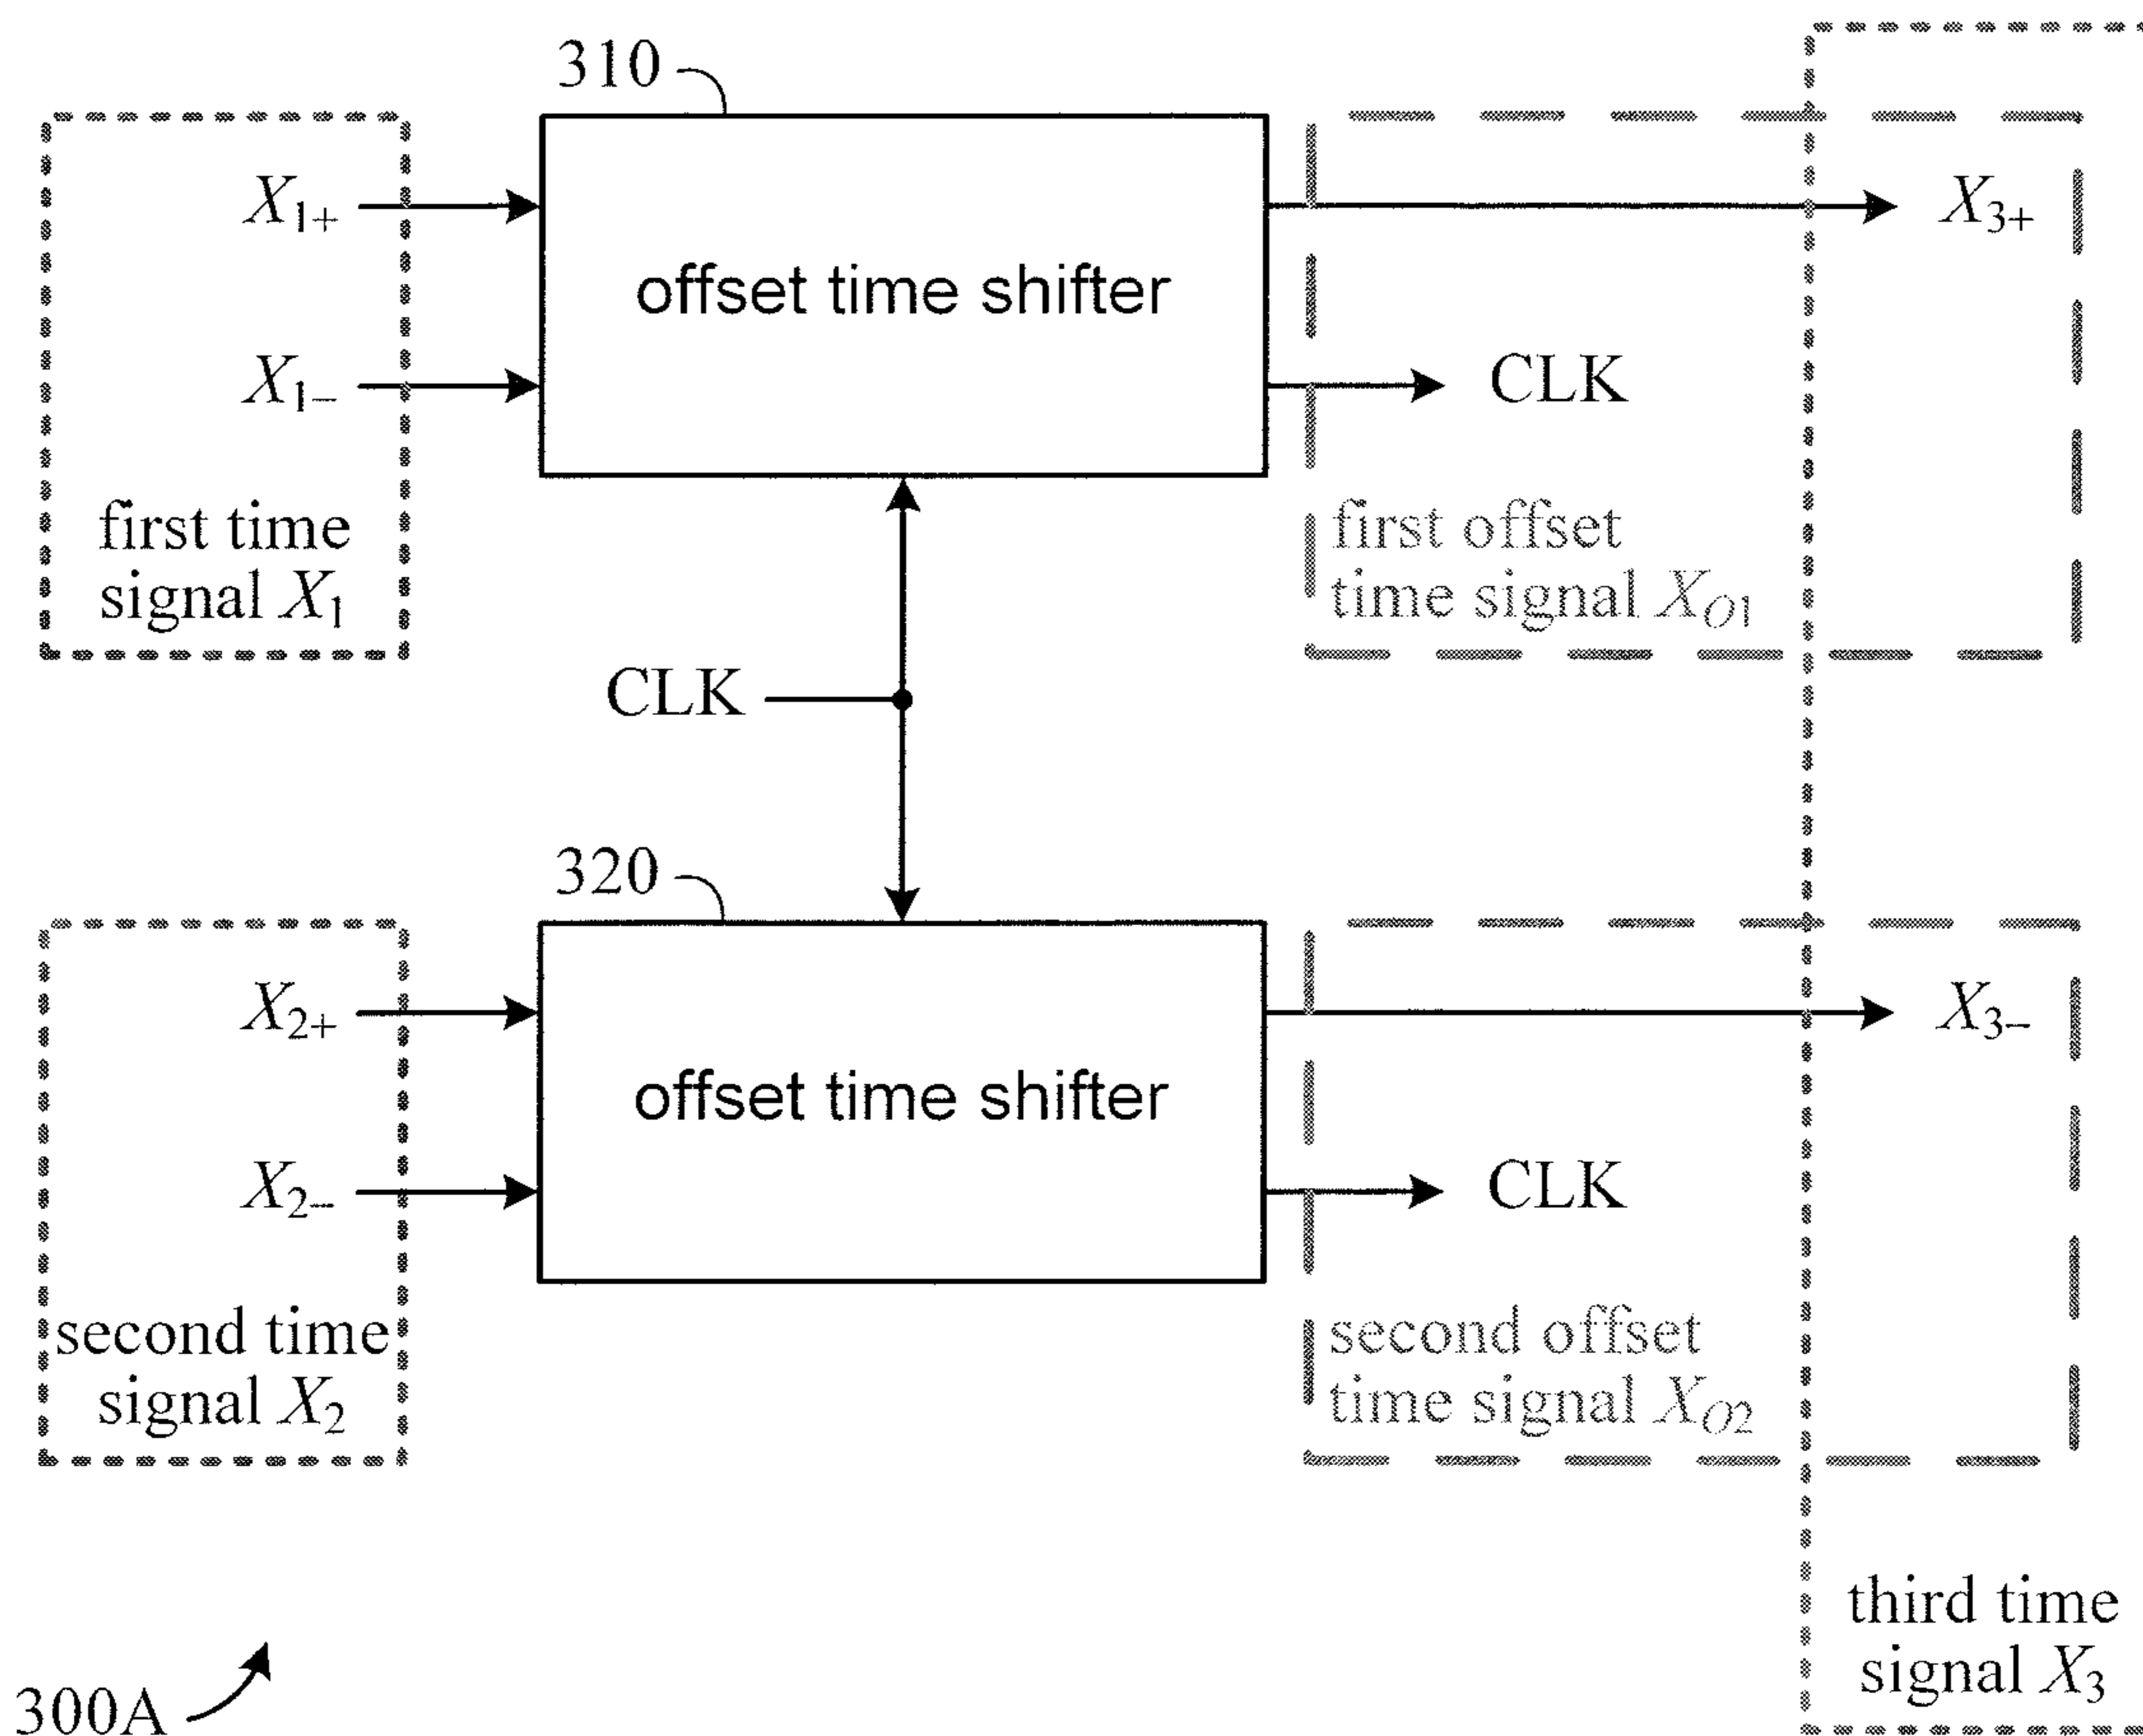 310
X1+
offset time shifter
X3+
X1−
CLK
first time
signal X1
first offset
time signal XO1
CLK
320
X2+
offset time shifter
X3−
X2−
CLK
second time
signal X2
second offset
time signal XO2
third time
signal X3
300A